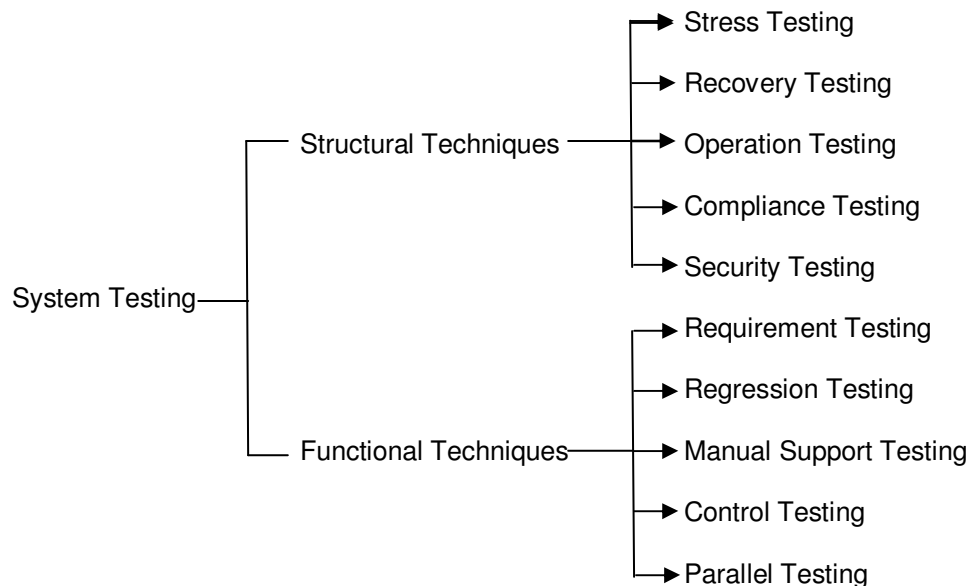 Stress Testing
Recovery Testing
Structural Techniques
Operation Testing
Compliance Testing
Security Testing
System Testing
Requirement Testing
Regression Testing
Functional Techniques
Manual Support Testing
Control Testing
Parallel Testing